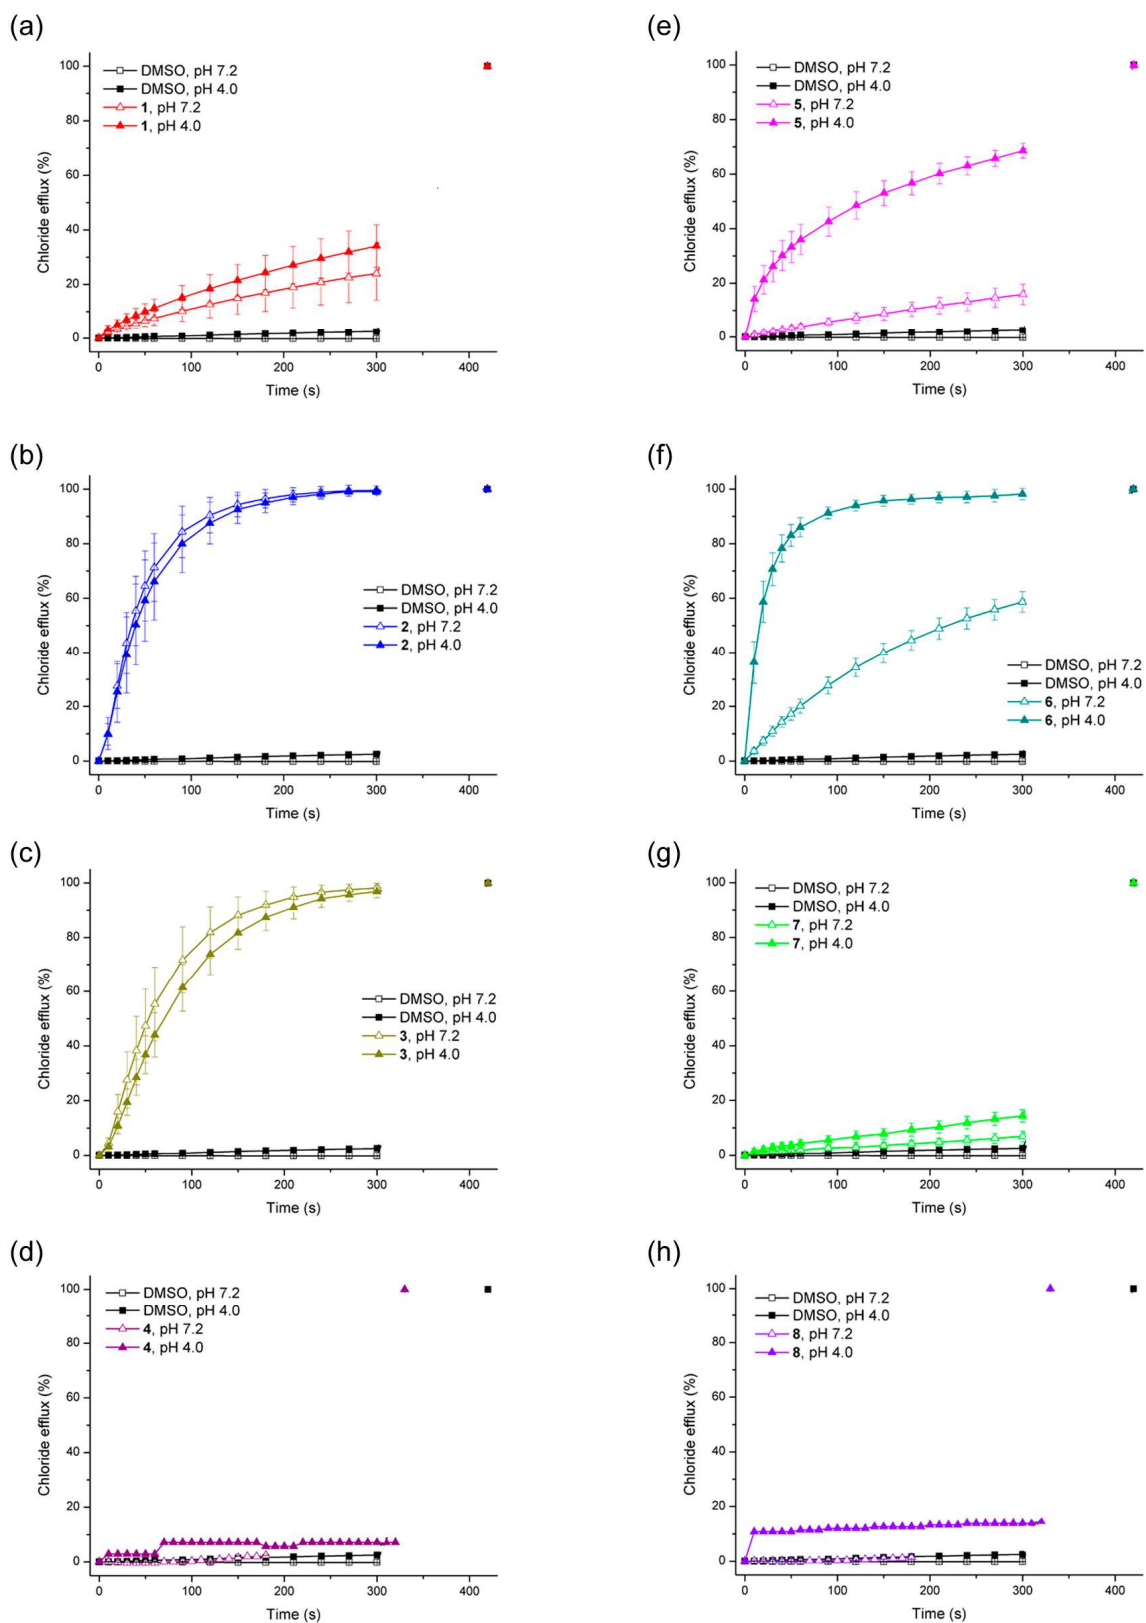 (a)
100
80
60
40
20
0
Chloride efflux (%)
DMSO, pH 7.2
DMSO, pH 4.0
1, pH 7.2
1, pH 4.0
0 100 200 300 400
Time (s)
(e)
100
80
60
40
20
0
Chloride efflux (%)
DMSO, pH 7.2
DMSO, pH 4.0
5, pH 7.2
5, pH 4.0
0 100 200 300 400
Time (s)
(b)
100
80
60
40
20
0
Chloride efflux (%)
DMSO, pH 7.2
DMSO, pH 4.0
2, pH 7.2
2, pH 4.0
0 100 200 300 400
Time (s)
(f)
100
80
60
40
20
0
Chloride efflux (%)
DMSO, pH 7.2
DMSO, pH 4.0
6, pH 7.2
6, pH 4.0
0 100 200 300 400
Time (s)
(c)
100
80
60
40
20
0
Chloride efflux (%)
DMSO, pH 7.2
DMSO, pH 4.0
3, pH 7.2
3, pH 4.0
0 100 200 300 400
Time (s)
(g)
100
80
60
40
20
0
Chloride efflux (%)
DMSO, pH 7.2
DMSO, pH 4.0
7, pH 7.2
7, pH 4.0
0 100 200 300 400
Time (s)
(d)
100
80
60
40
20
0
Chloride efflux (%)
DMSO, pH 7.2
DMSO, pH 4.0
4, pH 7.2
4, pH 4.0
0 100 200 300 400
Time (s)
(h)
100
80
60
40
20
0
Chloride efflux (%)
DMSO, pH 7.2
DMSO, pH 4.0
8, pH 7.2
8, pH 4.0
0 100 200 300 400
Time (s)